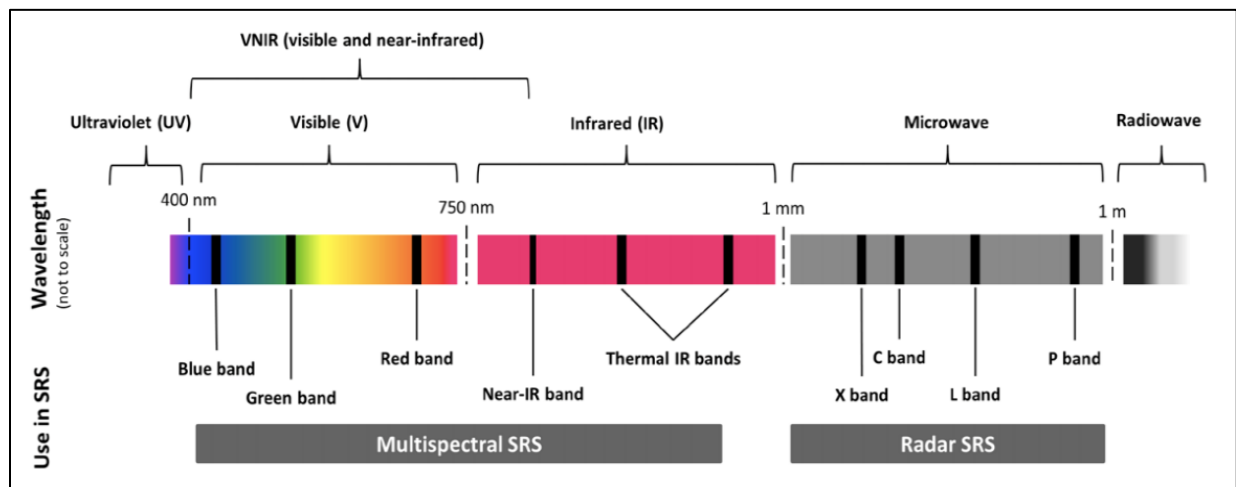 VNIR (visible and near-infrared)
Ultraviolet (UV)
Visible (V)
Infrared (IR)
Microwave
Radiowave
400 nm
750 nm
1 mm
1 m
Wavelength
(not to scale)
Blue band
Green band
Red band
Near-IR band
Thermal IR bands
X band
C band
L band
P band
Use in SRS
Multispectral SRS
Radar SRS